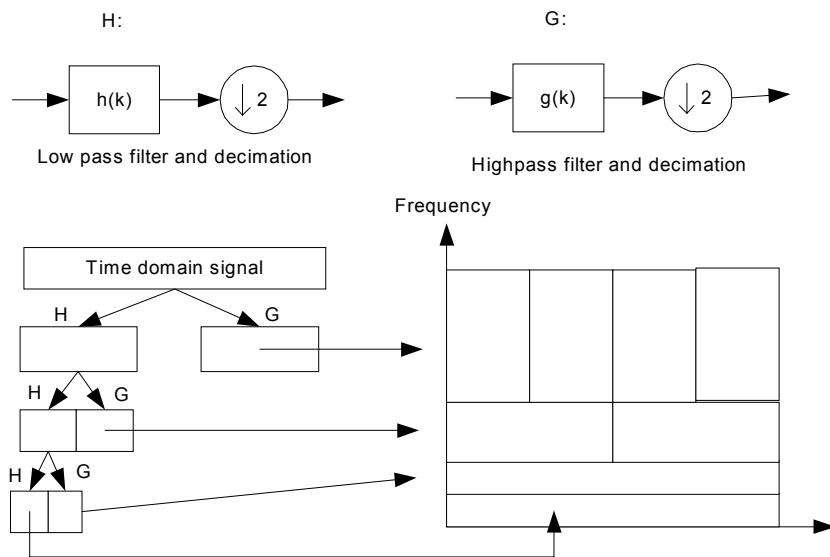 H:
G:
h(k)
↓ 2
g(k)
↓ 2
Low pass filter and decimation
Highpass filter and decimation
Frequency
Time domain signal
H
G
H
G
H
G